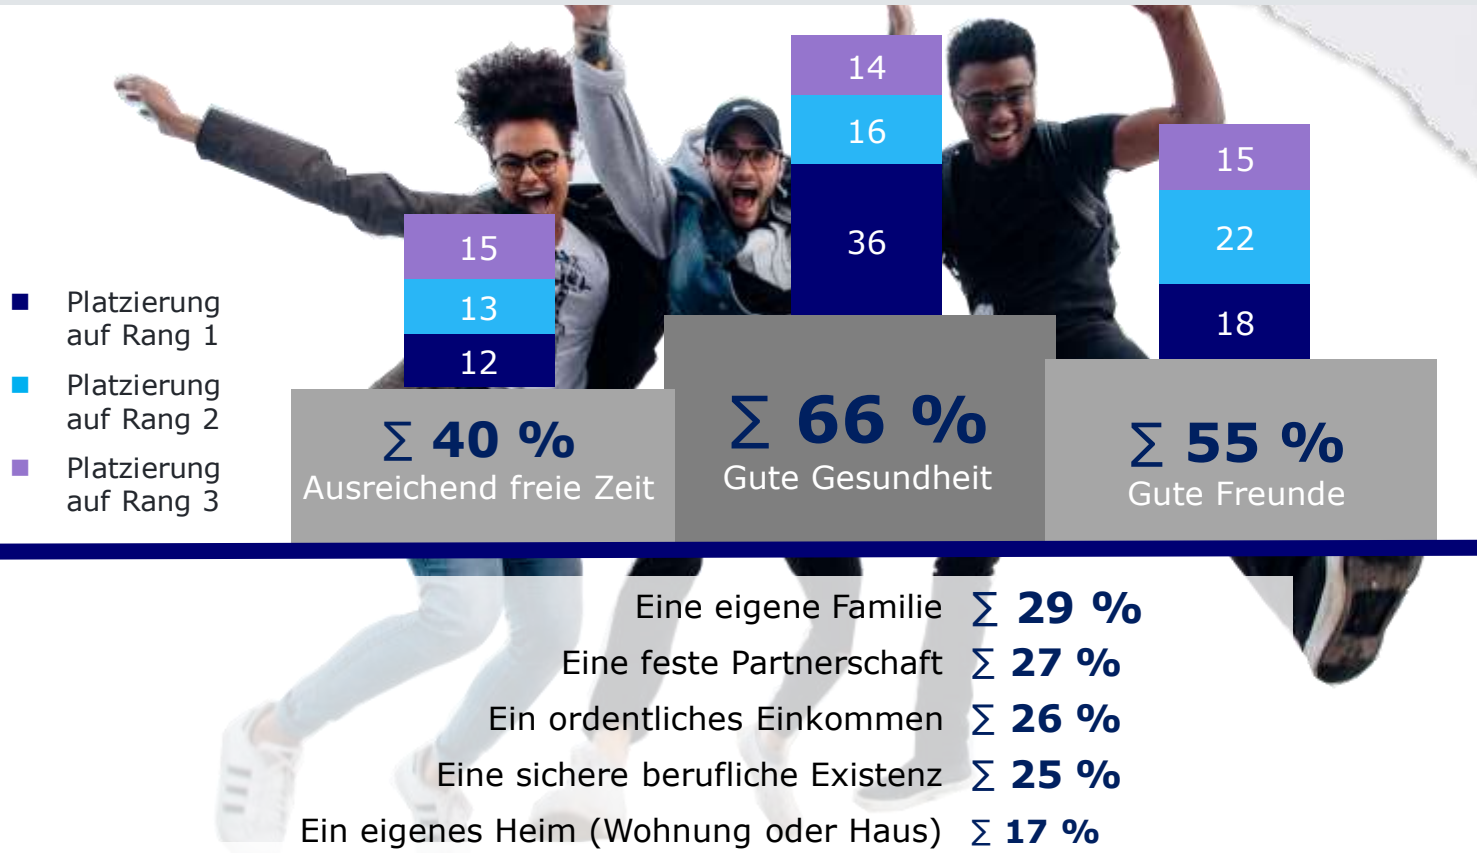 14
16
36
15
22
18
15
13
12
Platzierung
auf Rang 1
Platzierung
auf Rang 2
Platzierung
auf Rang 3
∑ 40 %
Ausreichend freie Zeit
∑ 66 %
Gute Gesundheit
∑ 55 %
Gute Freunde
Eine eigene Familie ∑ 29 %
Eine feste Partnerschaft ∑ 27 %
Ein ordentliches Einkommen ∑ 26 %
Eine sichere berufliche Existenz ∑ 25 %
Ein eigenes Heim (Wohnung oder Haus) ∑ 17 %